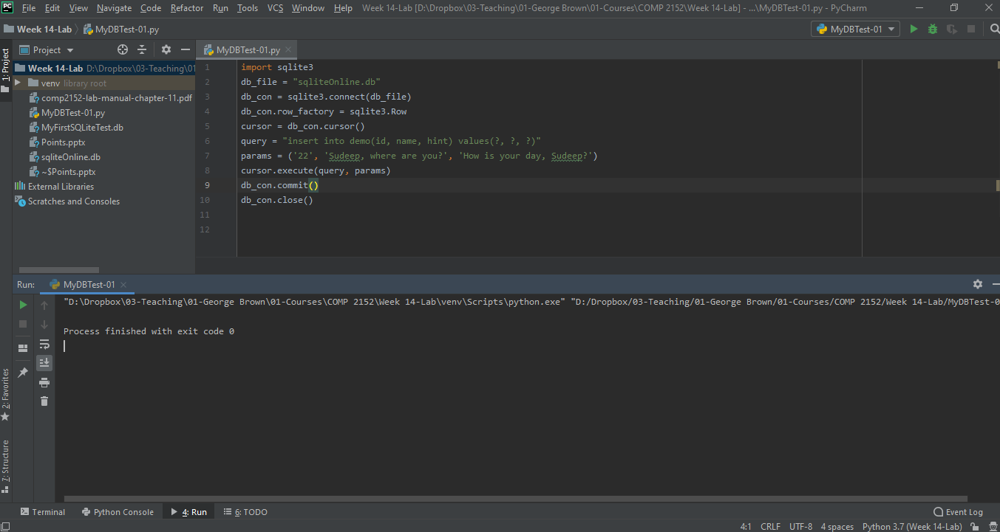 PC File Edit View Navigate Code Refactor Run Tools VCS Window Help Week 14-Lab [D:\Dropbox\03-Teaching\01-George Brown\01-Courses\COMP 2152\Week 14-Lab] - ...\MyDBTest-01.py - PyCharm
Week 14-Lab MyDBTest-01.py MyDBTest-01
1: Project
Project MyDBTest-01.py
Week 14-Lab D:\Dropbox\03-Teaching\01
venv library root
comp2152-lab-manual-chapter-11.pdf
MyDBTest-01.py
MyFirstSQLiteTest.db
Points.pptx
sqliteOnline.db
~$Points.pptx
External Libraries
Scratches and Consoles
1 import sqlite3
2 db_file = "sqliteOnline.db"
3 db_con = sqlite3.connect(db_file)
4 db_con.row_factory = sqlite3.Row
5 cursor = db_con.cursor()
6 query = "insert into demo(id, name, hint) values(?, ?, ?)"
7 params = ('22', 'Sudeep, where are you?', 'How is your day, Sudeep?')
8 cursor.execute(query, params)
9 db_con.commit()
10 db_con.close()
11
12
Run: MyDBTest-01
"D:\Dropbox\03-Teaching\01-George Brown\01-Courses\COMP 2152\Week 14-Lab\venv\Scripts\python.exe" "D:/Dropbox/03-Teaching/01-George Brown/01-Courses/COMP 2152/Week 14-Lab/MyDBTest-0
Process finished with exit code 0
2: Favorites
7: Structure
Terminal Python Console 4: Run 6: TODO Event Log
4:1 CRLF UTF-8 4 spaces Python 3.7 (Week 14-Lab)